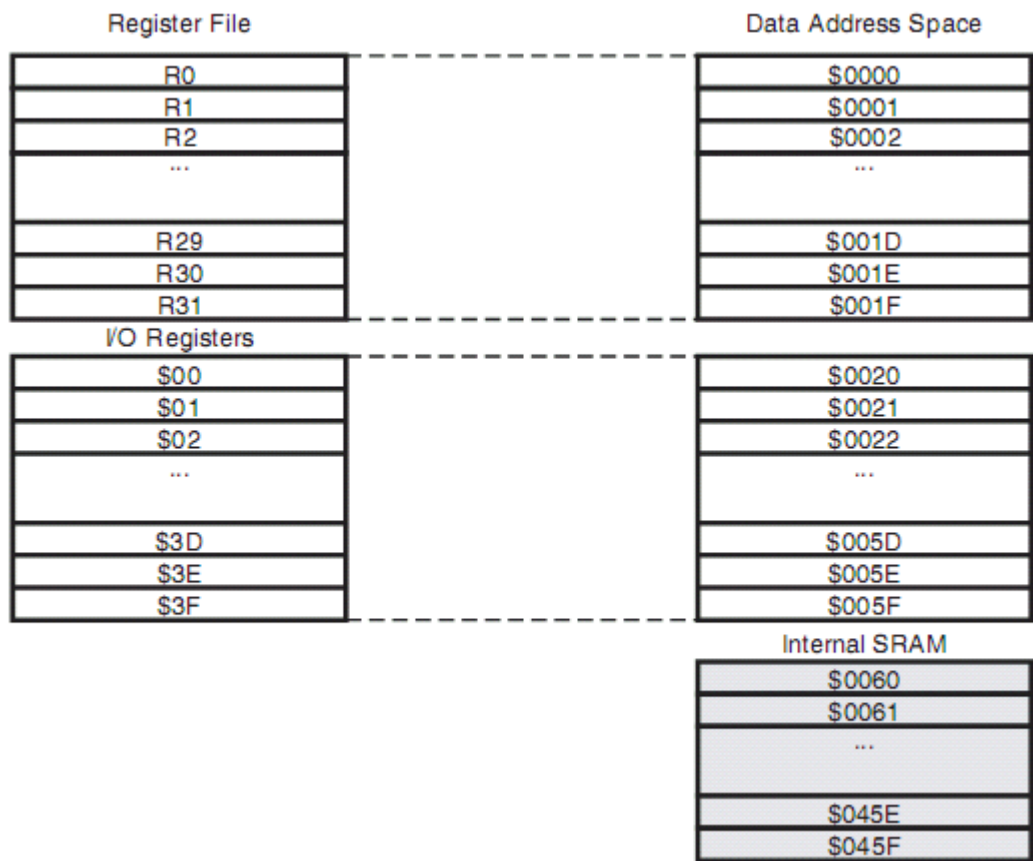 Register File
Data Address Space
R0
$0000
R1
$0001
R2
$0002
...
...
R29
$001D
R30
$001E
R31
$001F
I/O Registers
$00
$0020
$01
$0021
$02
$0022
...
...
$3D
$005D
$3E
$005E
$3F
$005F
Internal SRAM
$0060
$0061
...
$045E
$045F